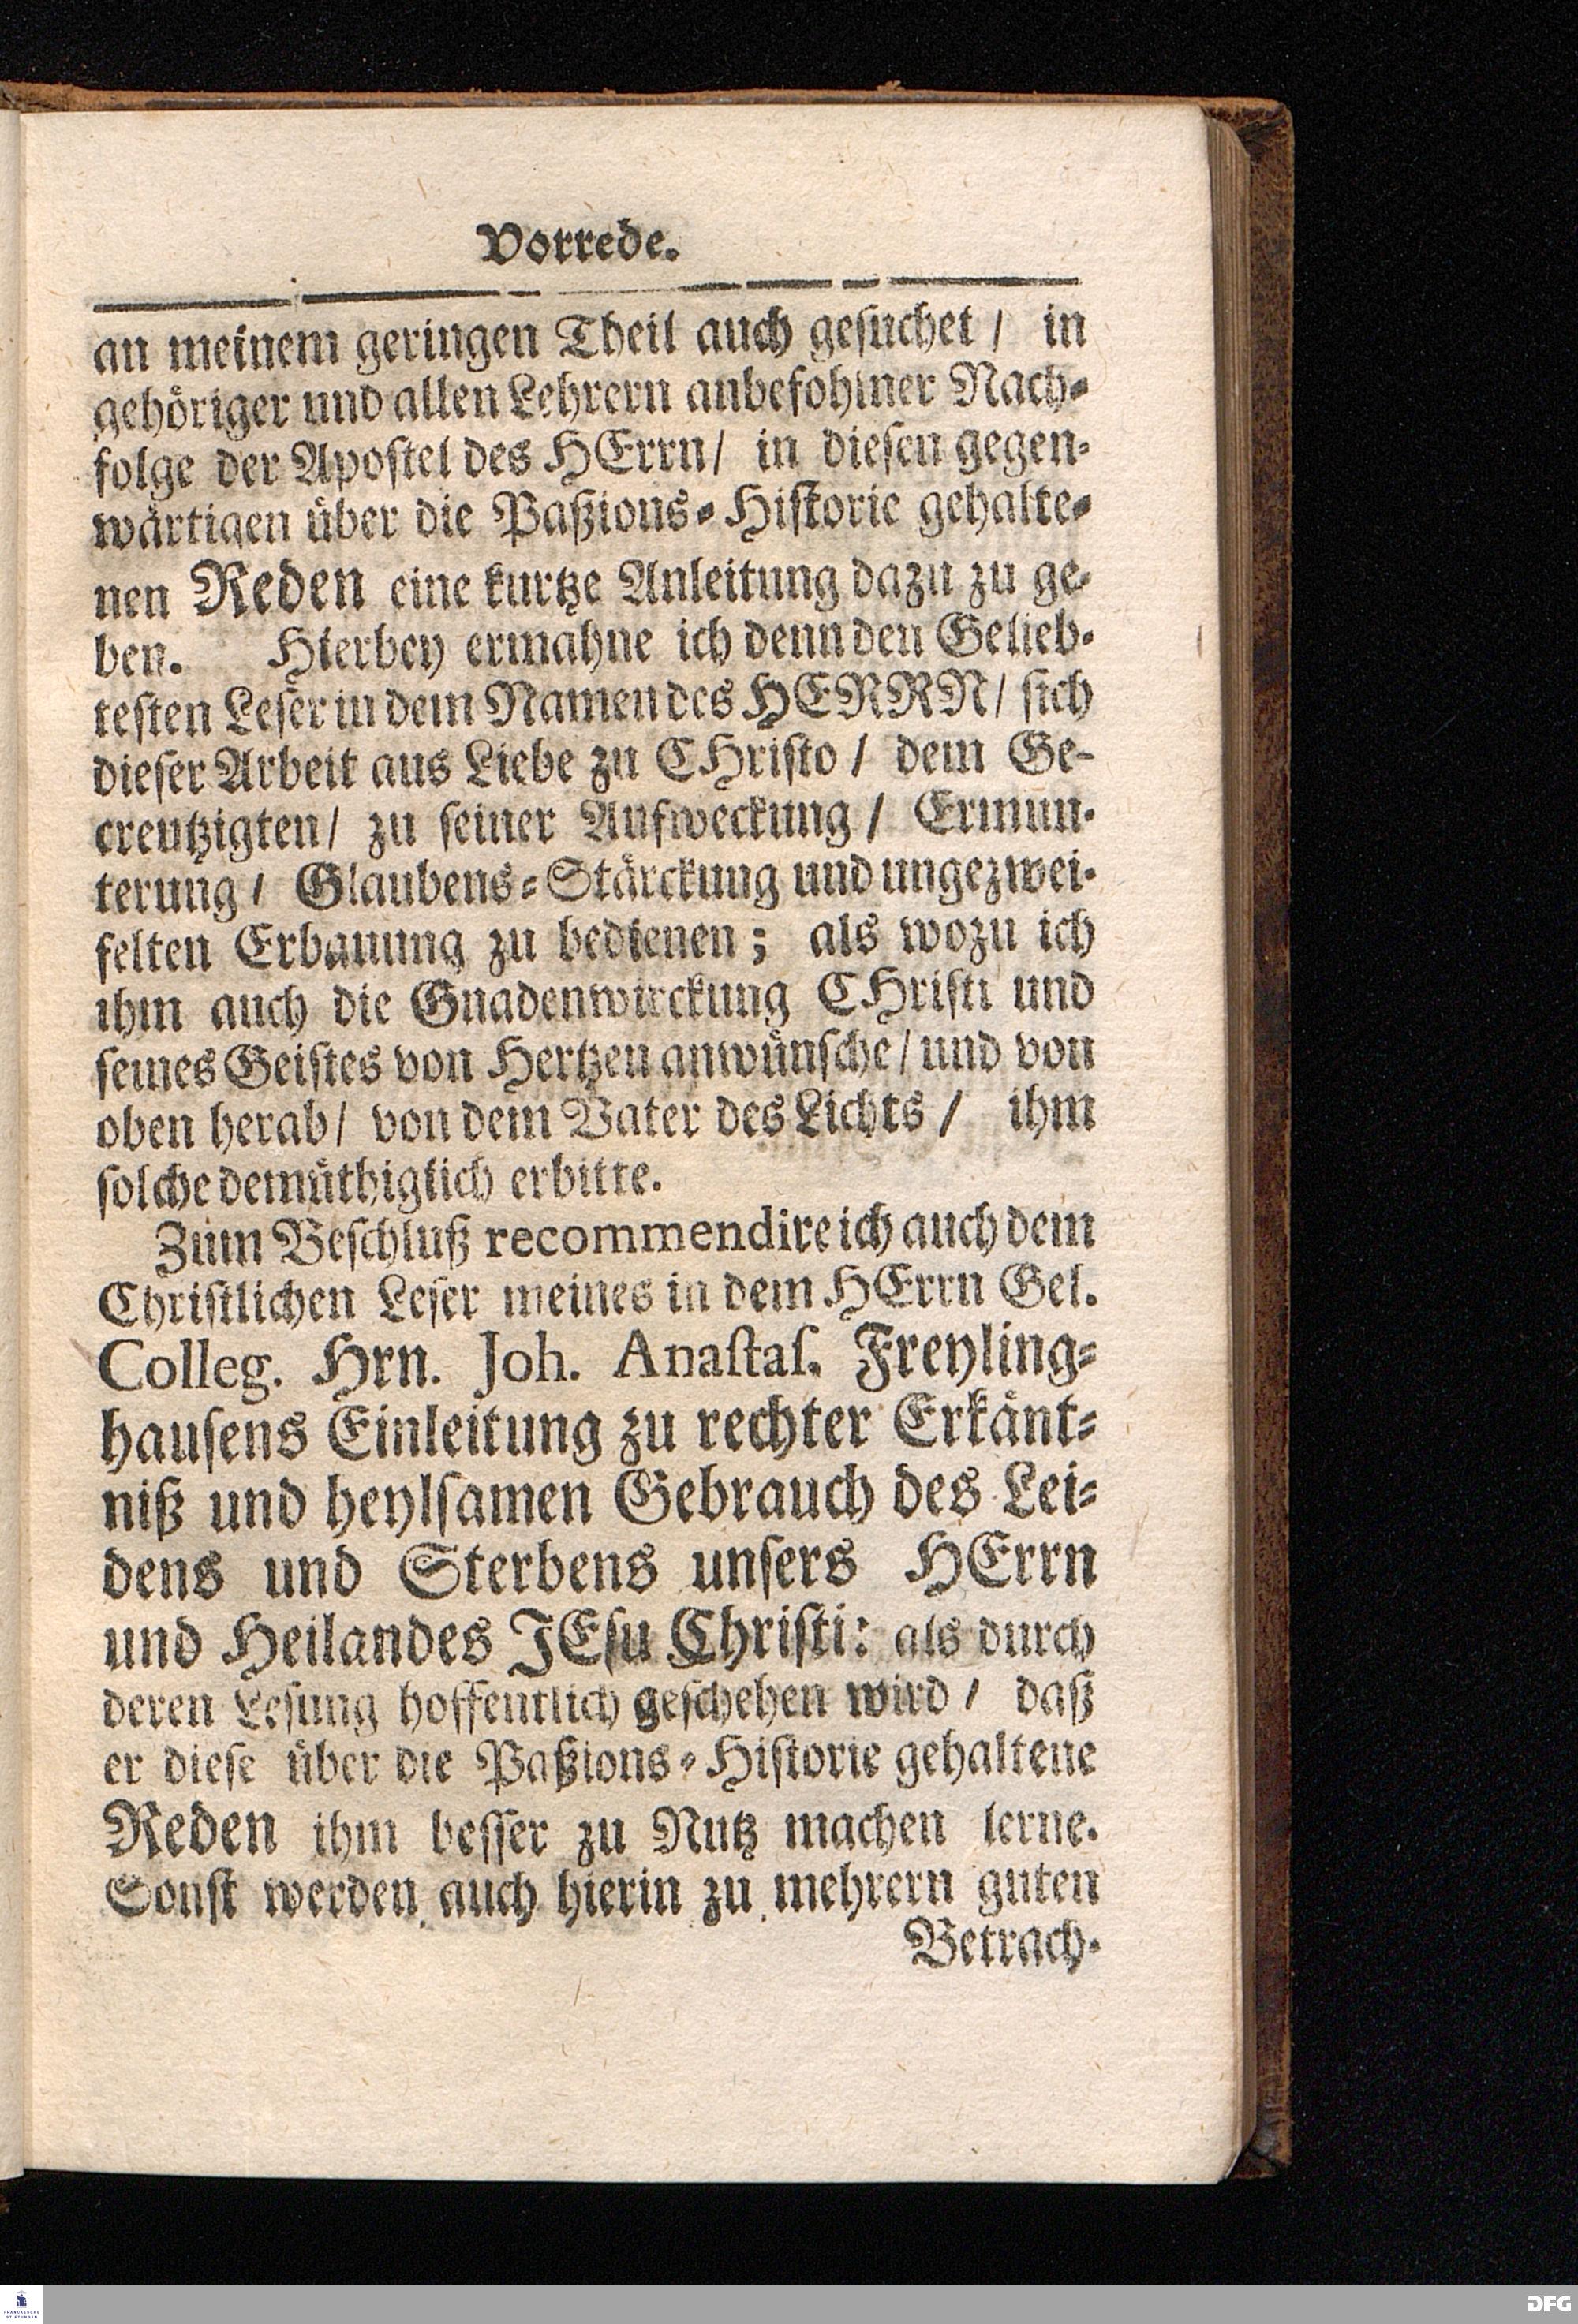 Vorrede.
an meinem geringen Theil auch gesuchet / in
gehöriger und allen Lehrern anbefohlner Nach-
folge der Apostel des HErrn / in diesen gegen-
wärtigen über die Paßions-Historie gehalte-
nen Reden eine kurtze Anleitung dazu zu ge-
ben. Hierbey ermahne ich denn den Gelieb-
testen Leser in dem Namen des HERRN / sich
dieser Arbeit aus Liebe zu CHristo / dem Ge-
creutzigten / zu seiner Aufweckung / Ermun-
terung / Glaubens-Stärckung und ungezwei-
felten Erbauung zu bedienen; als wozu ich
ihm auch die Gnadenwirckung CHristi und
seines Geistes von Hertzen anwünsche / und von
oben herab / von dem Vater des Lichts / ihm
solche demüthiglich erbitte.
Zum Beschluß recommendire ich auch dem
Christlichen Leser meines in dem HErrn Gel.
Colleg. Hrn. Joh. Anastas. Freyling-
hausens Einleitung zu rechter Erkänt-
niß und heylsamen Gebrauch des Lei-
dens und Sterbens unsers HErrn
und Heilandes JEsu Christi: als durch
deren Lesung hoffentlich geschehen wird / daß
er diese über die Paßions-Historie gehaltene
Reden ihm besser zu Nutz machen lerne.
Sonst werden auch hierin zu mehrern guten
Betrach-
FRANCKESCHE
STIFTUNGEN
DFG